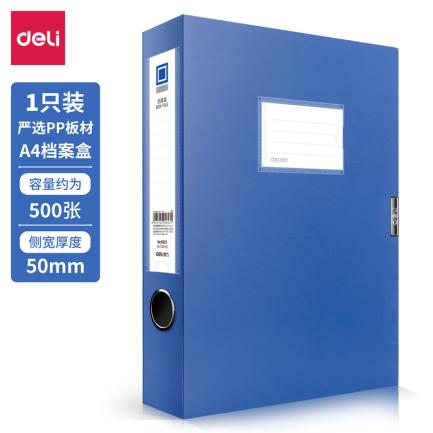 deli
1只装
严选PP板材
A4档案盒
容量约为
500张
侧宽厚度
50mm
deli